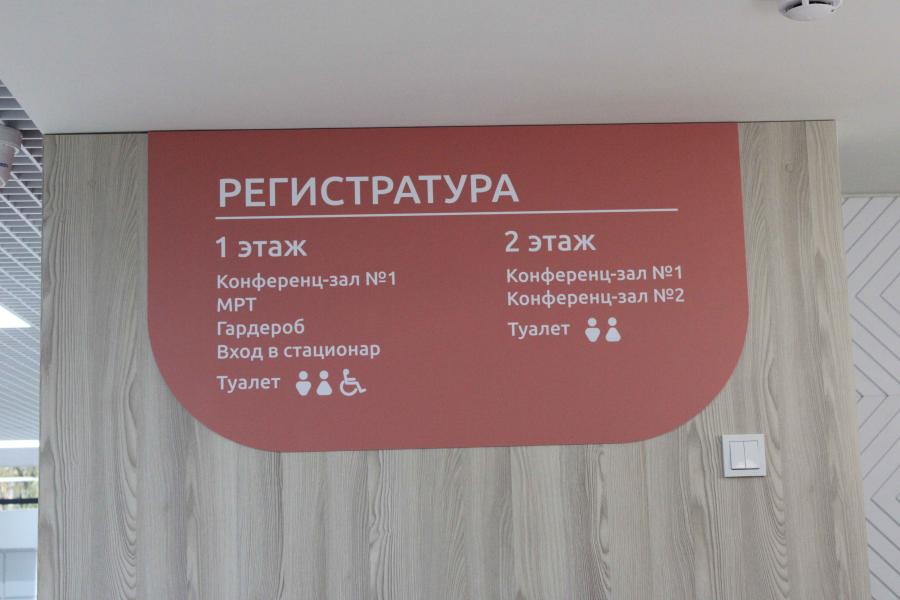 РЕГИСТРАТУРА
1 этаж
Конференц-зал №1
МРТ
Гардероб
Вход в стационар
Туалет
2 этаж
Конференц-зал №1
Конференц-зал №2
Туалет